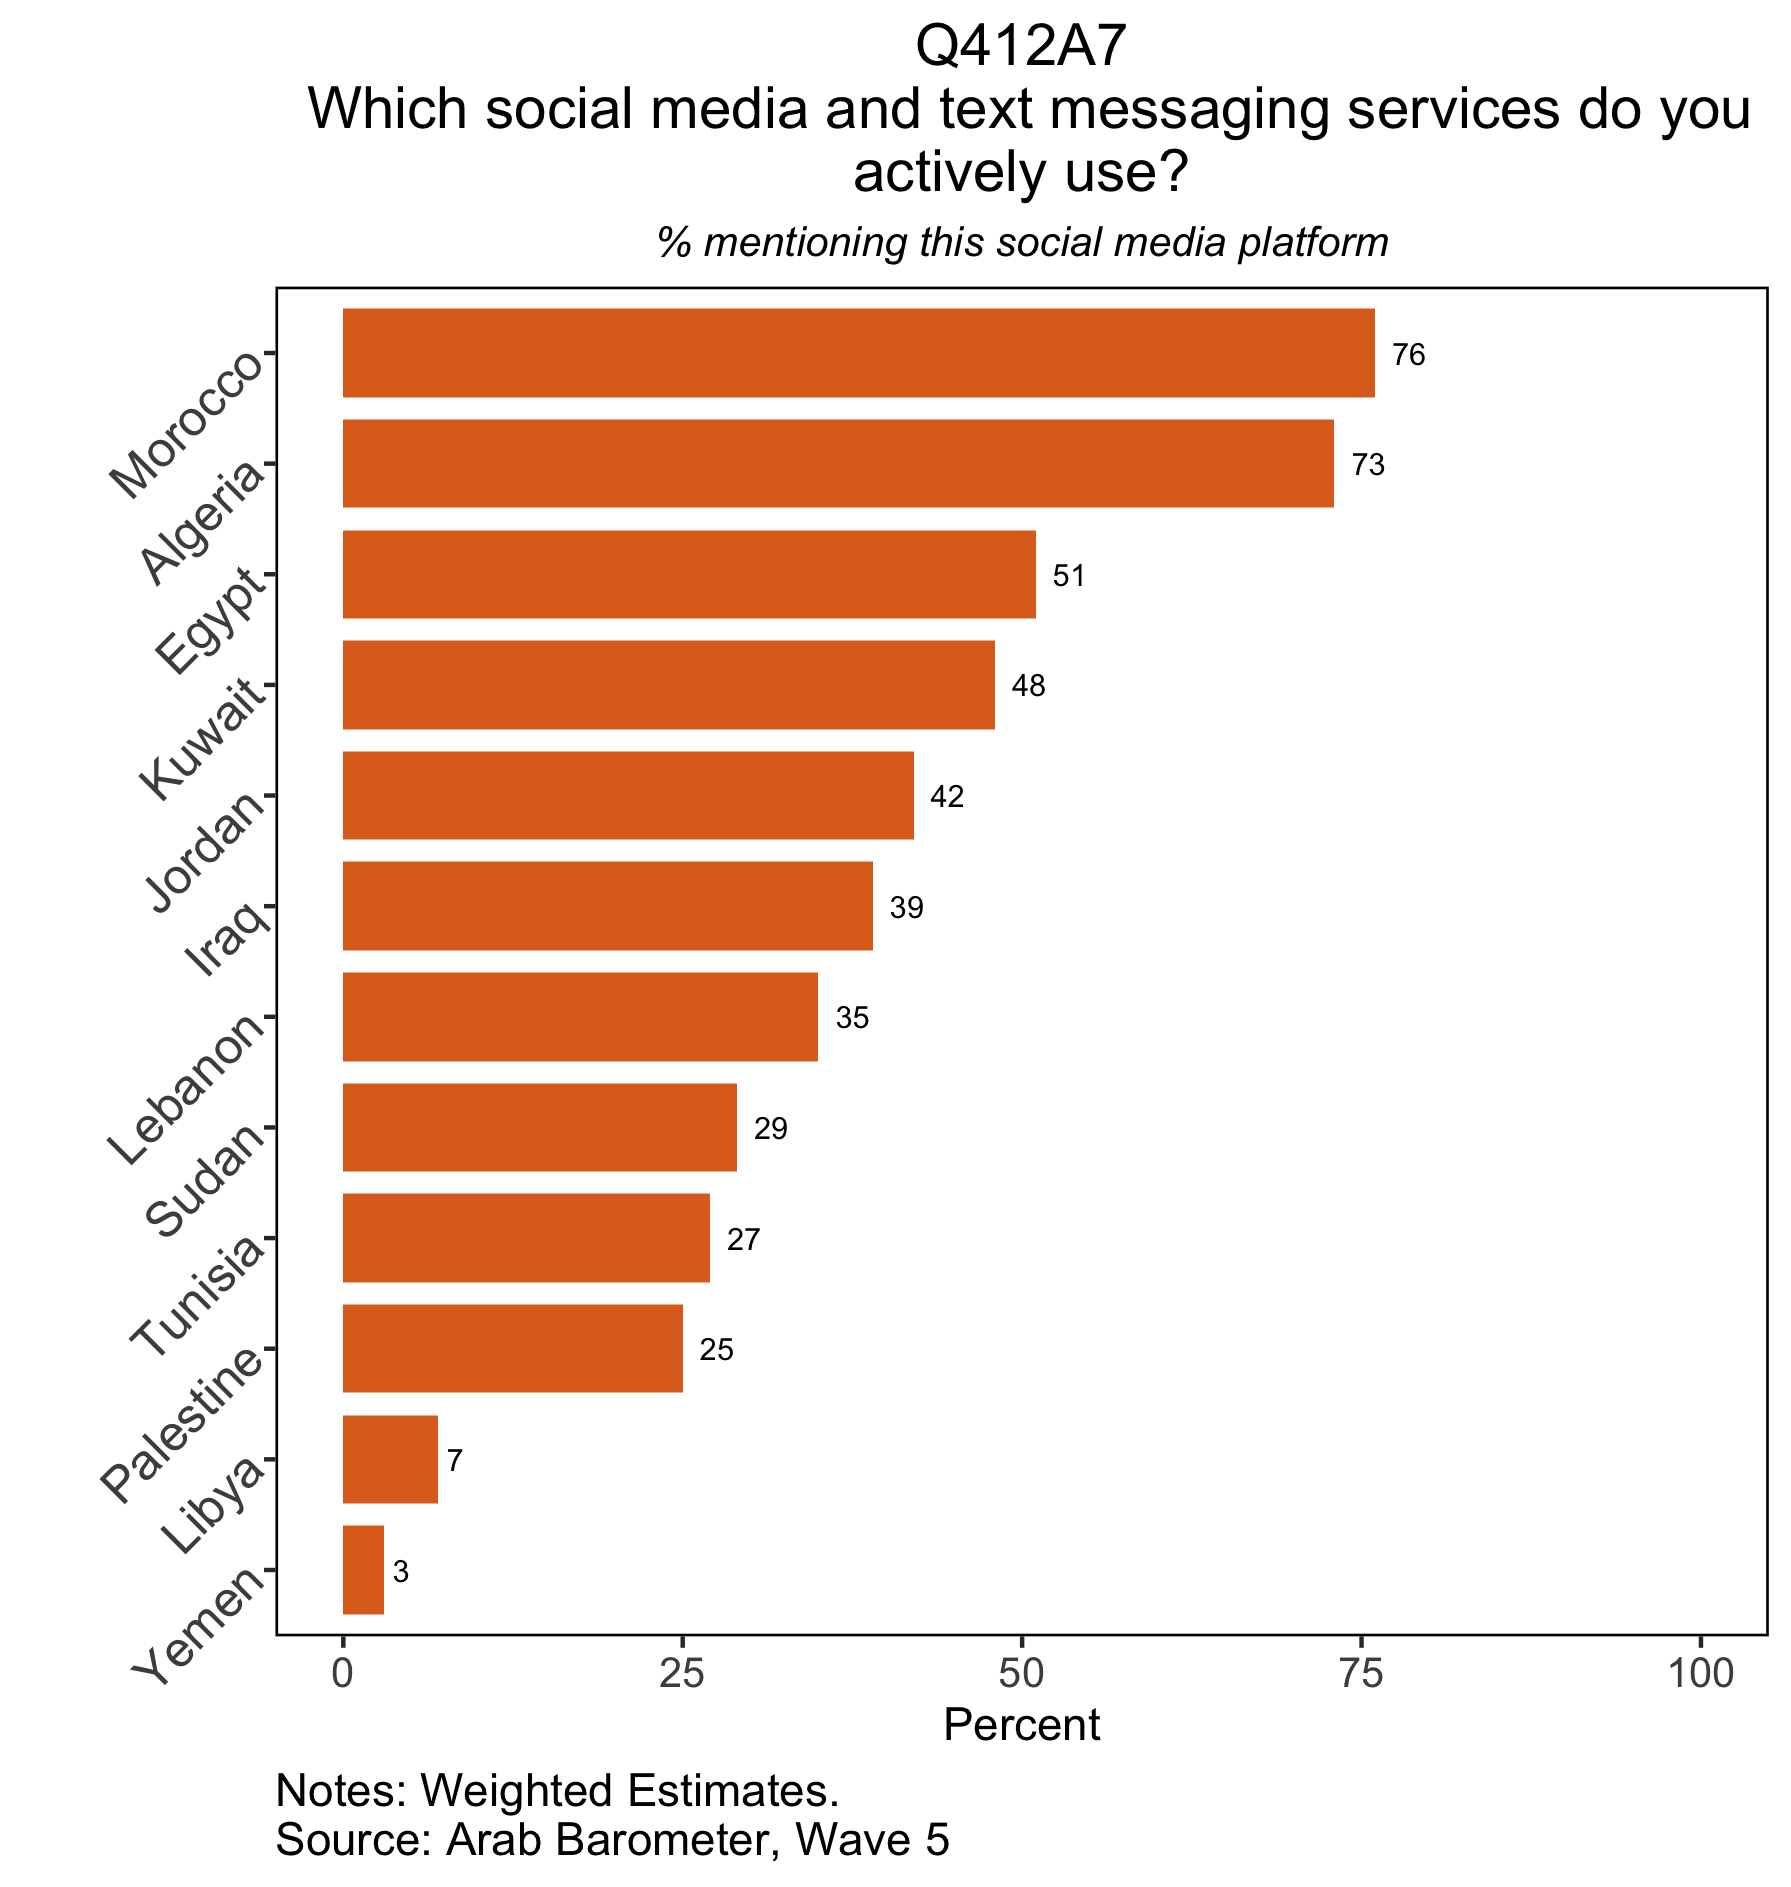 Q412A7
Which social media and text messaging services do you
actively use?
% mentioning this social media platform
Morocco
76
Algeria
73
Egypt
51
Kuwait
48
Jordan
42
Iraq
39
Lebanon
35
Sudan
29
Tunisia
27
Palestine
25
Libya
7
Yemen
3
0 25 50 75 100
Percent
Notes: Weighted Estimates.
Source: Arab Barometer, Wave 5